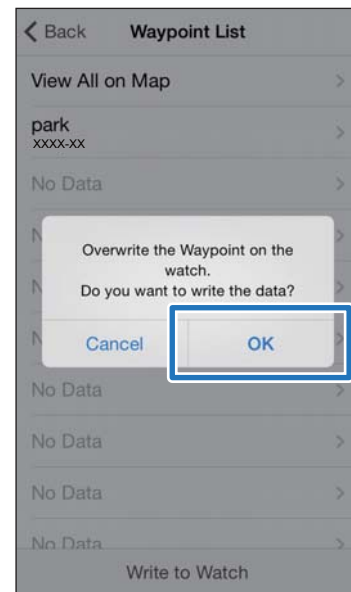 Back Waypoint List
View All on Map
park
XXXX-XX
No Data
N
Overwrite the Waypoint on the
watch.
N
Do you want to write the data?
N
Cancel OK
No Data
No Data
No Data
No Data
Write to Watch